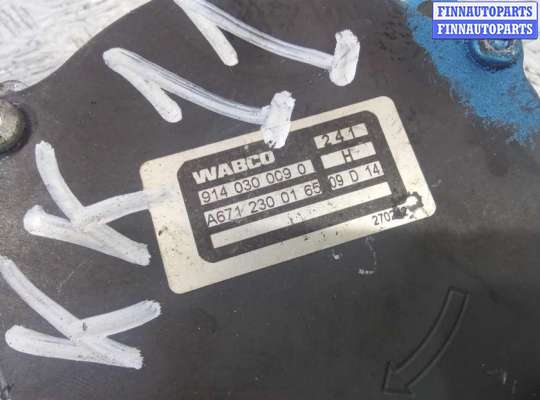 FINNAUTOPARTS
FINNAUTOPARTS
WABCO
241
914 030 009 0
H
A671 230 01 65
09 D 14